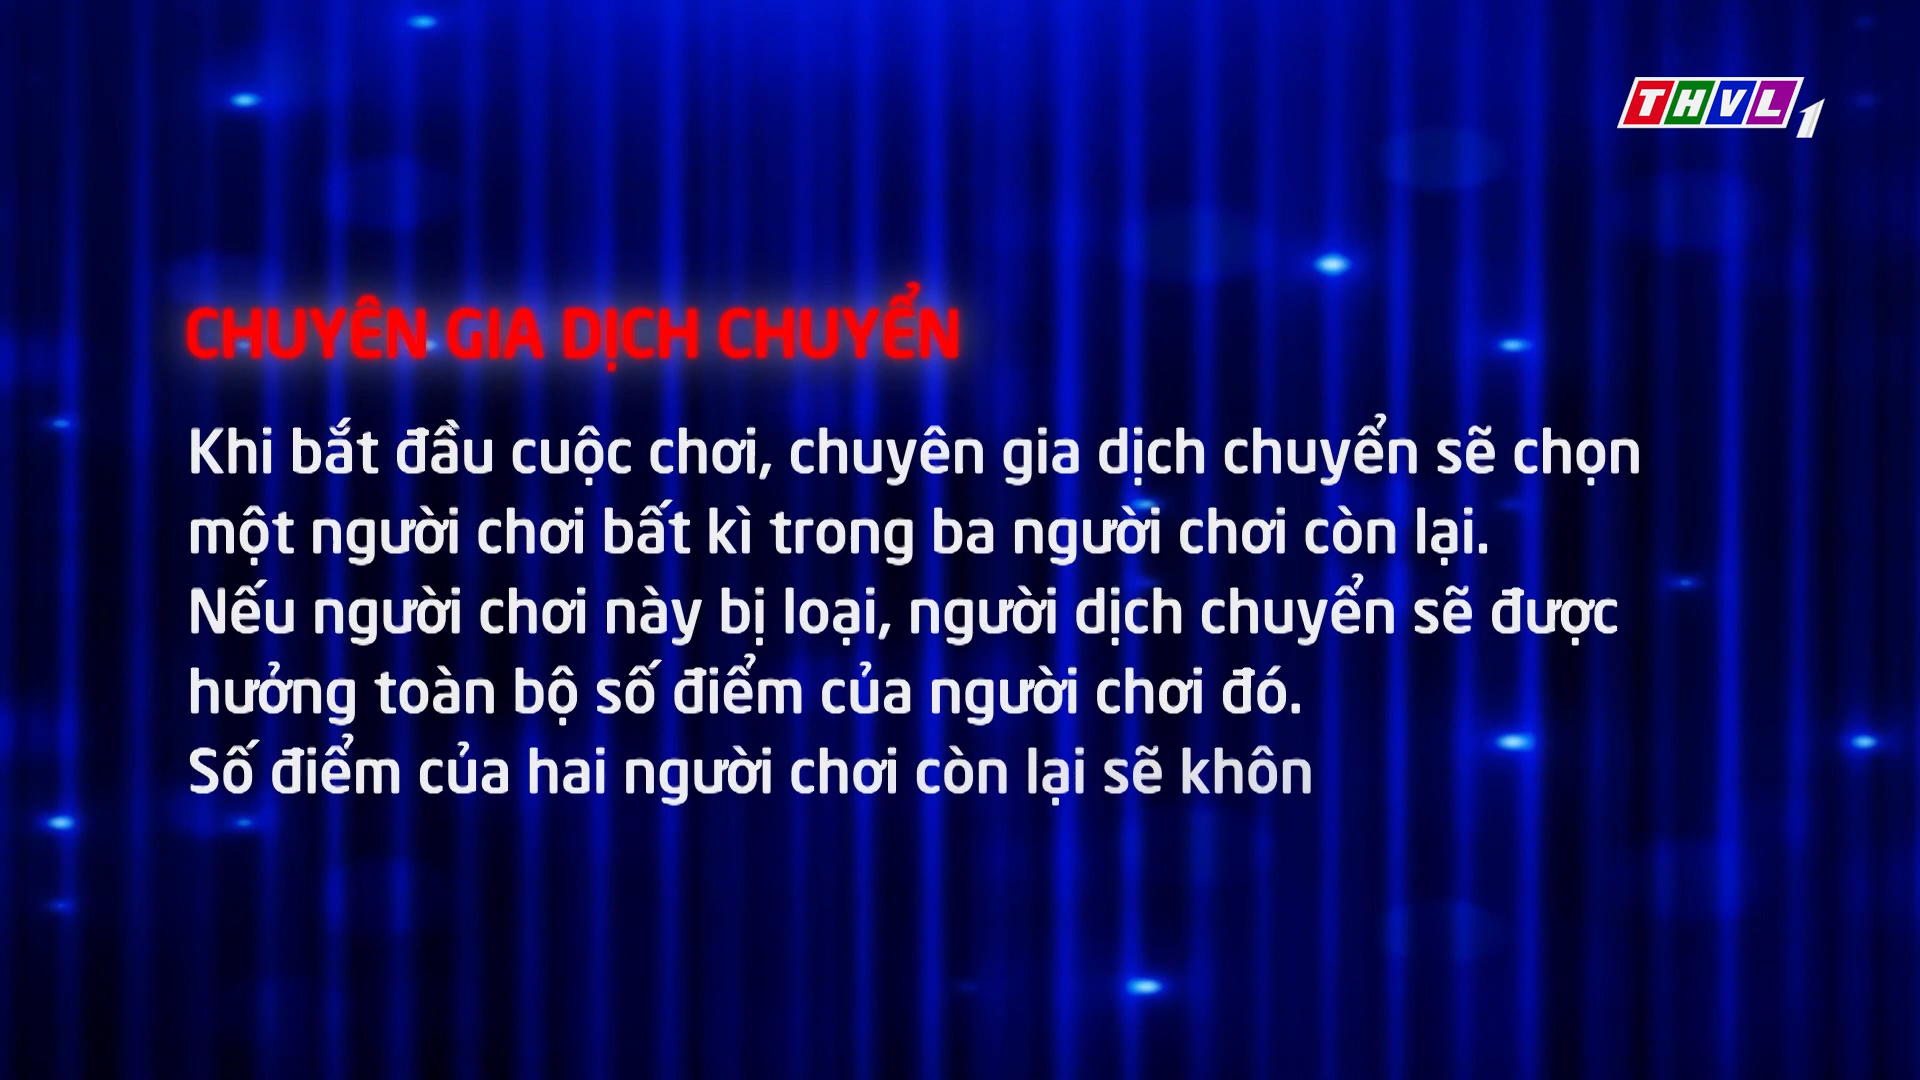 THVL1
CHUYÊN GIA DỊCH CHUYỂN
Khi bắt đầu cuộc chơi, chuyên gia dịch chuyển sẽ chọn
một người chơi bất kì trong ba người chơi còn lại.
Nếu người chơi này bị loại, người dịch chuyển sẽ được
hưởng toàn bộ số điểm của người chơi đó.
Số điểm của hai người chơi còn lại sẽ khôn